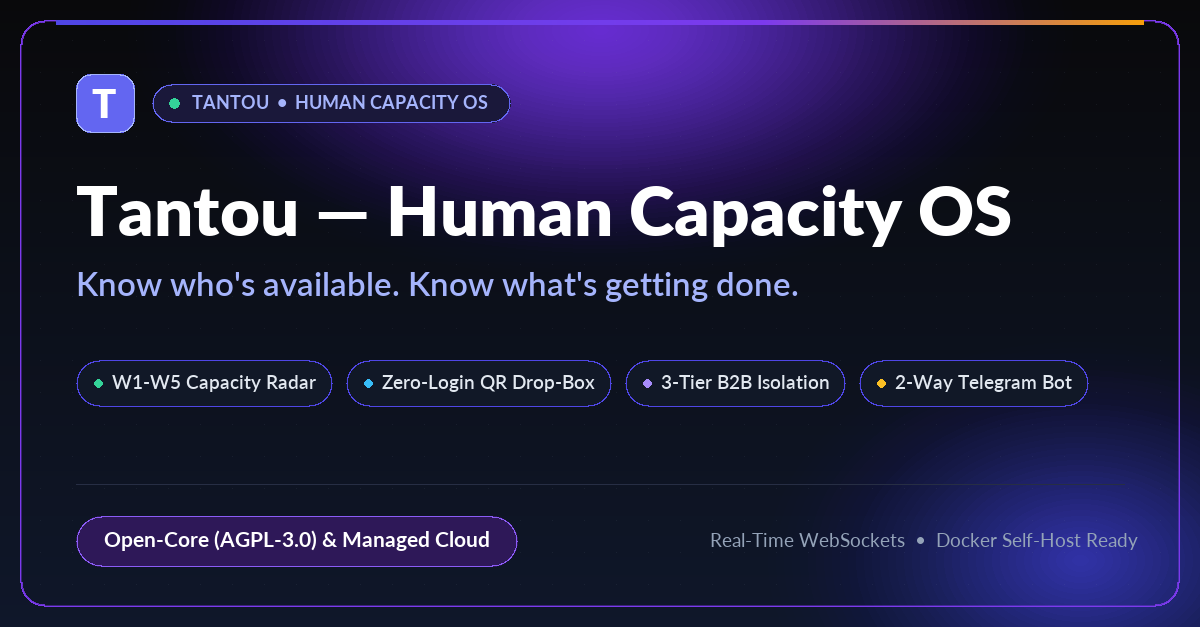 T
TANTOU • HUMAN CAPACITY OS
Tantou — Human Capacity OS
Know who's available. Know what's getting done.
W1-W5 Capacity Radar
Zero-Login QR Drop-Box
3-Tier B2B Isolation
2-Way Telegram Bot
Open-Core (AGPL-3.0) & Managed Cloud
Real-Time WebSockets • Docker Self-Host Ready